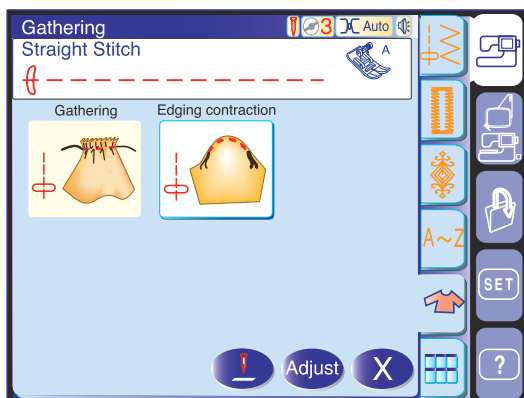 Gathering 3 Auto
Straight Stitch A
Gathering Edging contraction
A~Z
SET
Adjust X
?